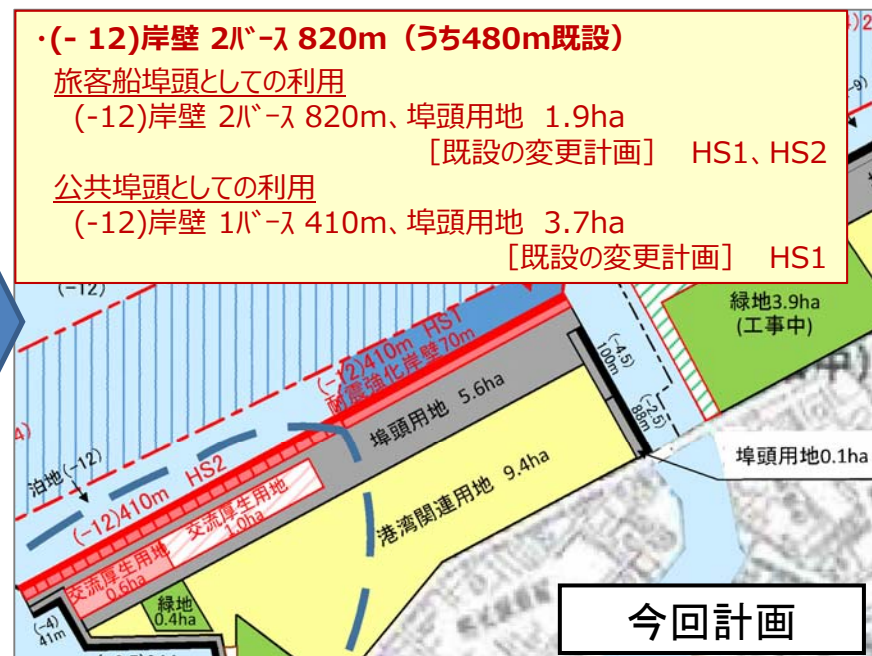 ・(- 12)岸壁 2バース 820m（うち480m既設）
旅客船埠頭としての利用
(-12)岸壁 2バース 820m、埠頭用地 1.9ha
［既設の変更計画］ HS1、HS2
公共埠頭としての利用
(-12)岸壁 1バース 410m、埠頭用地 3.7ha
［既設の変更計画］ HS1
(-12)
-9)
緑地3.9ha
(工事中)
中)
(-12)410m HS1
耐震強化岸壁70m
(-4.5)
100m
(-2.5)
88m
埠頭用地 5.6ha
埠頭用地0.1ha
4)
泊地(-12)
(-12)410m HS2
港湾関連用地 9.4ha
交流厚生用地
1.0ha
交流厚生用地
0.6ha
緑地
0.4ha
(-4)
41m
今回計画